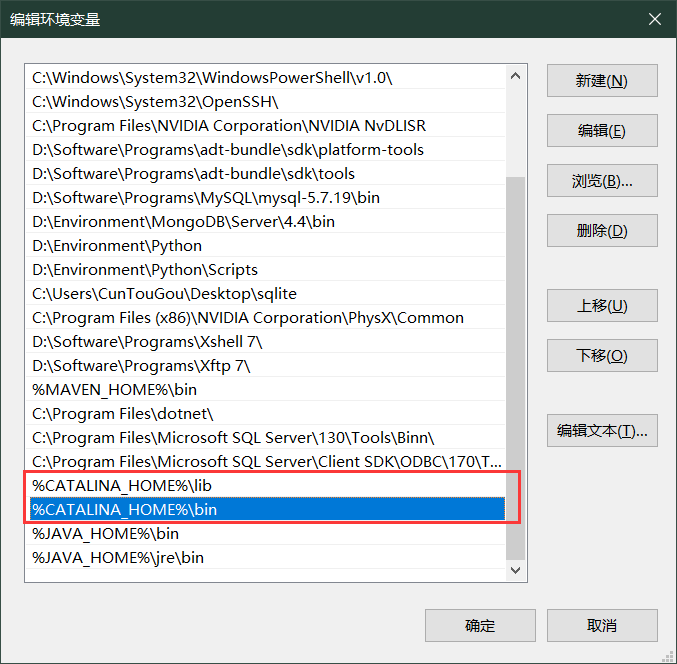 编辑环境变量
C:\Windows\System32\WindowsPowerShell\v1.0\
C:\Windows\System32\OpenSSH\
C:\Program Files\NVIDIA Corporation\NVIDIA NvDLISR
D:\Software\Programs\adt-bundle\sdk\platform-tools
D:\Software\Programs\adt-bundle\sdk\tools
D:\Software\Programs\MySQL\mysql-5.7.19\bin
D:\Environment\MongoDB\Server\4.4\bin
D:\Environment\Python
D:\Environment\Python\Scripts
C:\Users\CunTouGou\Desktop\sqlite
C:\Program Files (x86)\NVIDIA Corporation\PhysX\Common
D:\Software\Programs\Xshell 7\
D:\Software\Programs\Xftp 7\
%MAVEN_HOME%\bin
C:\Program Files\dotnet\
C:\Program Files\Microsoft SQL Server\130\Tools\Binn\
C:\Program Files\Microsoft SQL Server\Client SDK\ODBC\170\T...
%CATALINA_HOME%\lib
%CATALINA_HOME%\bin
%JAVA_HOME%\bin
%JAVA_HOME%\jre\bin
新建(N)
编辑(E)
浏览(B)...
删除(D)
上移(U)
下移(O)
编辑文本(T)...
确定
取消